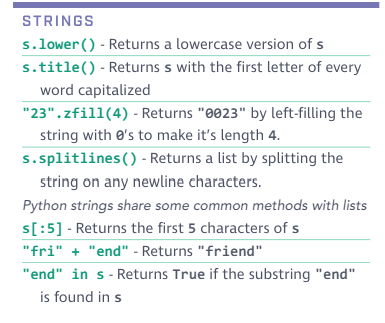 STRINGS
s.lower() - Returns a lowercase version of s
s.title() - Returns s with the first letter of every
word capitalized
"23".zfill(4) - Returns "0023" by left-filling the
string with 0's to make it's length 4.
s.splitlines() - Returns a list by splitting the
string on any newline characters.
Python strings share some common methods with lists
s[:5] - Returns the first 5 characters of s
"fri" + "end" - Returns "friend"
"end" in s - Returns True if the substring "end"
is found in s